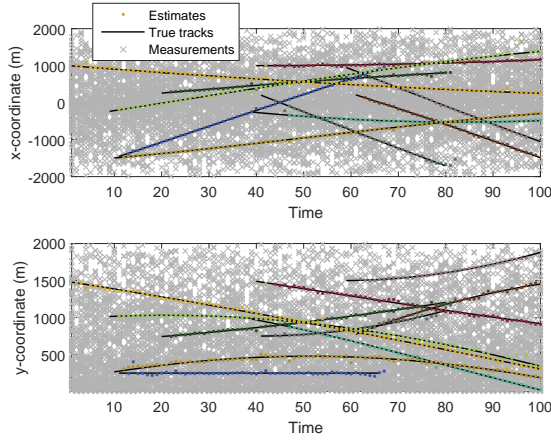 Estimates
True tracks
Measurements
2000
1000
0
-1000
-2000
x-coordinate (m)
0 10 20 30 40 50 60 70 80 90 100
Time
2000
1500
1000
500
y-coordinate (m)
10 20 30 40 50 60 70 80 90 100
Time